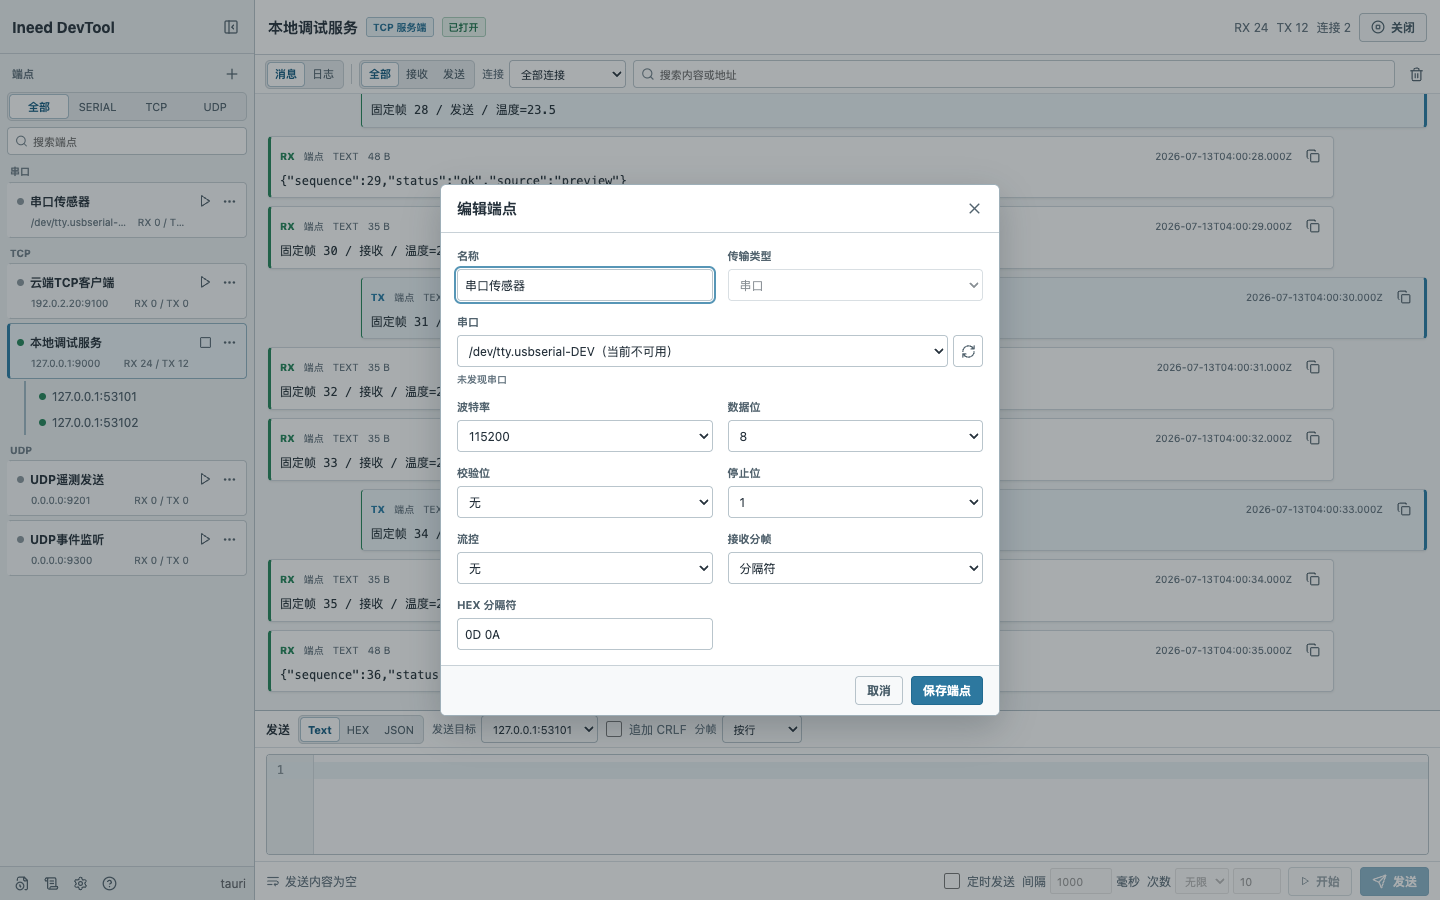 Ineed DevTool
端点
全部 SERIAL TCP UDP
搜索端点
串口
串口传感器
/dev/tty.usbserial-... RX 0 / T...
TCP
云端TCP客户端
192.0.2.20:9100 RX 0 / TX 0
本地调试服务
127.0.0.1:9000 RX 24 / TX 12
127.0.0.1:53101
127.0.0.1:53102
UDP
UDP遥测发送
0.0.0.0:9201 RX 0 / TX 0
UDP事件监听
0.0.0.0:9300 RX 0 / TX 0
tauri
本地调试服务 TCP 服务端 已打开 RX 24 TX 12 连接 2 关闭
消息 日志 全部 接收 发送 连接 全部连接 搜索内容或地址
固定帧 28 / 发送 / 温度=23.5
RX 端点 TEXT 48 B 2026-07-13T04:00:28.000Z
{"sequence":29,"status":"ok","source":"preview"}
RX 端点 TEXT 35 B 2026-07-13T04:00:29.000Z
固定帧 30 / 接收 / 温度=2
TX 端点 2026-07-13T04:00:30.000Z
固定帧 31 /
RX 端点 TEXT 35 B 2026-07-13T04:00:31.000Z
固定帧 32 / 接收 / 温度=2
RX 端点 TEXT 35 B 2026-07-13T04:00:32.000Z
固定帧 33 / 接收 / 温度=2
TX 端点 2026-07-13T04:00:33.000Z
固定帧 34 /
RX 端点 TEXT 35 B 2026-07-13T04:00:34.000Z
固定帧 35 / 接收 / 温度=2
RX 端点 TEXT 48 B 2026-07-13T04:00:35.000Z
{"sequence":36,"status
编辑端点
名称 传输类型
串口传感器 串口
串口
/dev/tty.usbserial-DEV（当前不可用）
未发现串口
波特率 数据位
115200 8
校验位 停止位
无 1
流控 接收分帧
无 分隔符
HEX 分隔符
0D 0A
取消 保存端点
发送 Text HEX JSON 发送目标 127.0.0.1:53101 追加 CRLF 分帧 按行
1
发送内容为空 定时发送 间隔 1000 毫秒 次数 无限 10 开始 发送